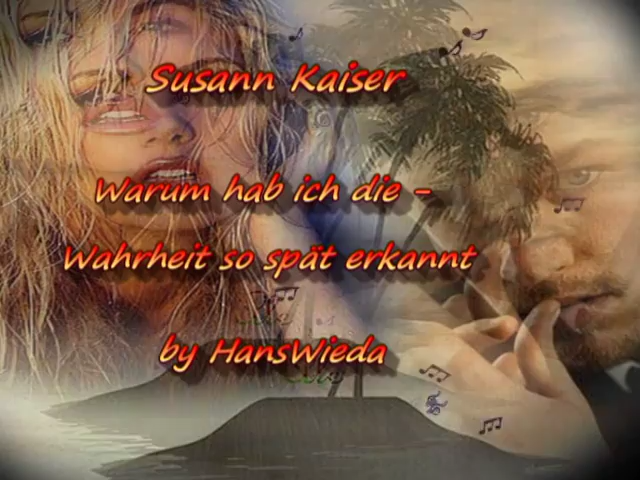 Susann Kaiser
Warum hab ich die -
Wahrheit so spät erkannt
by HansWieda